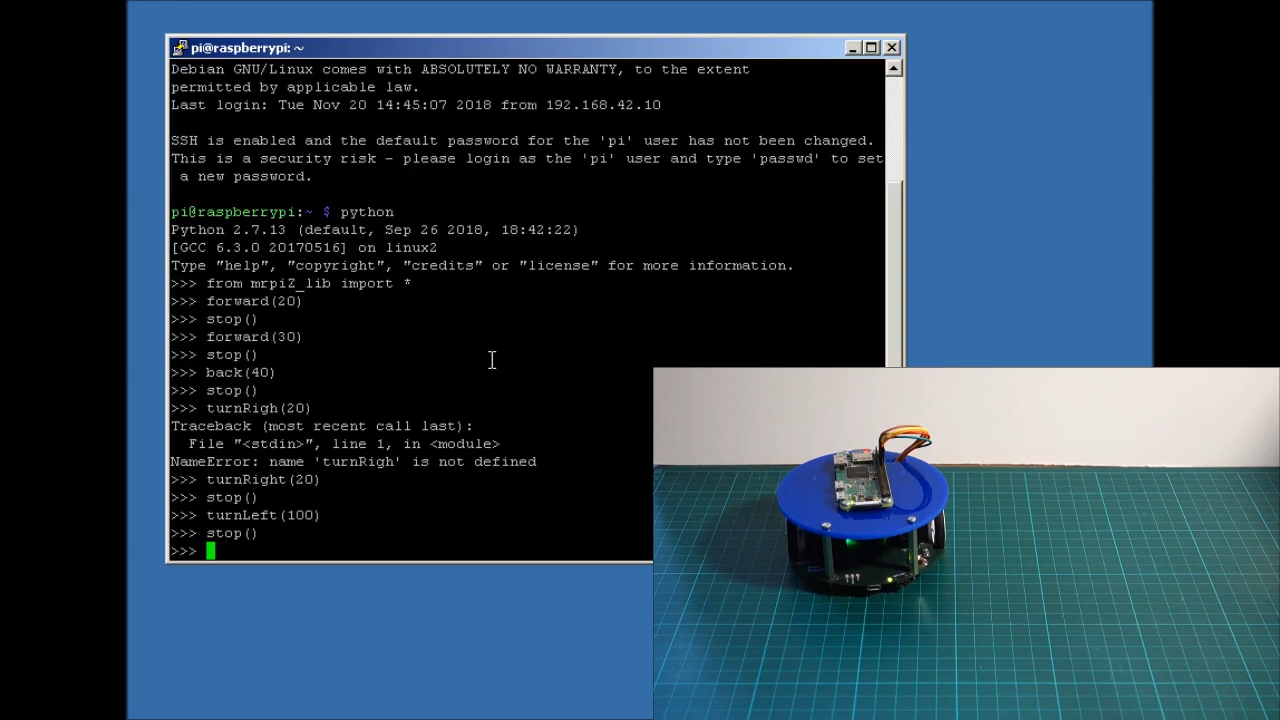 pi@raspberrypi: ~
Debian GNU/Linux comes with ABSOLUTELY NO WARRANTY, to the extent
permitted by applicable law.
Last login: Tue Nov 20 14:45:07 2018 from 192.168.42.10
SSH is enabled and the default password for the 'pi' user has not been changed.
This is a security risk - please login as the 'pi' user and type 'passwd' to set
a new password.
pi@raspberrypi:~ $ python
Python 2.7.13 (default, Sep 26 2018, 18:42:22)
[GCC 6.3.0 20170516] on linux2
Type "help", "copyright", "credits" or "license" for more information.
>>> from mrpiZ_lib import *
>>> forward(20)
>>> stop()
>>> forward(30)
>>> stop()
>>> back(40)
>>> stop()
>>> turnRigh(20)
Traceback (most recent call last):
File "<stdin>", line 1, in <module>
NameError: name 'turnRigh' is not defined
>>> turnRight(20)
>>> stop()
>>> turnLeft(100)
>>> stop()
>>>